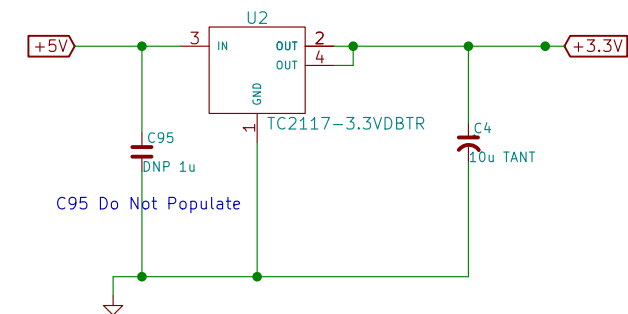 U2
+5V
3
IN
OUT
2
+3.3V
OUT
4
GND
1
TC2117-3.3VDBTR
C95
DNP 1u
C4
10u TANT
C95 Do Not Populate